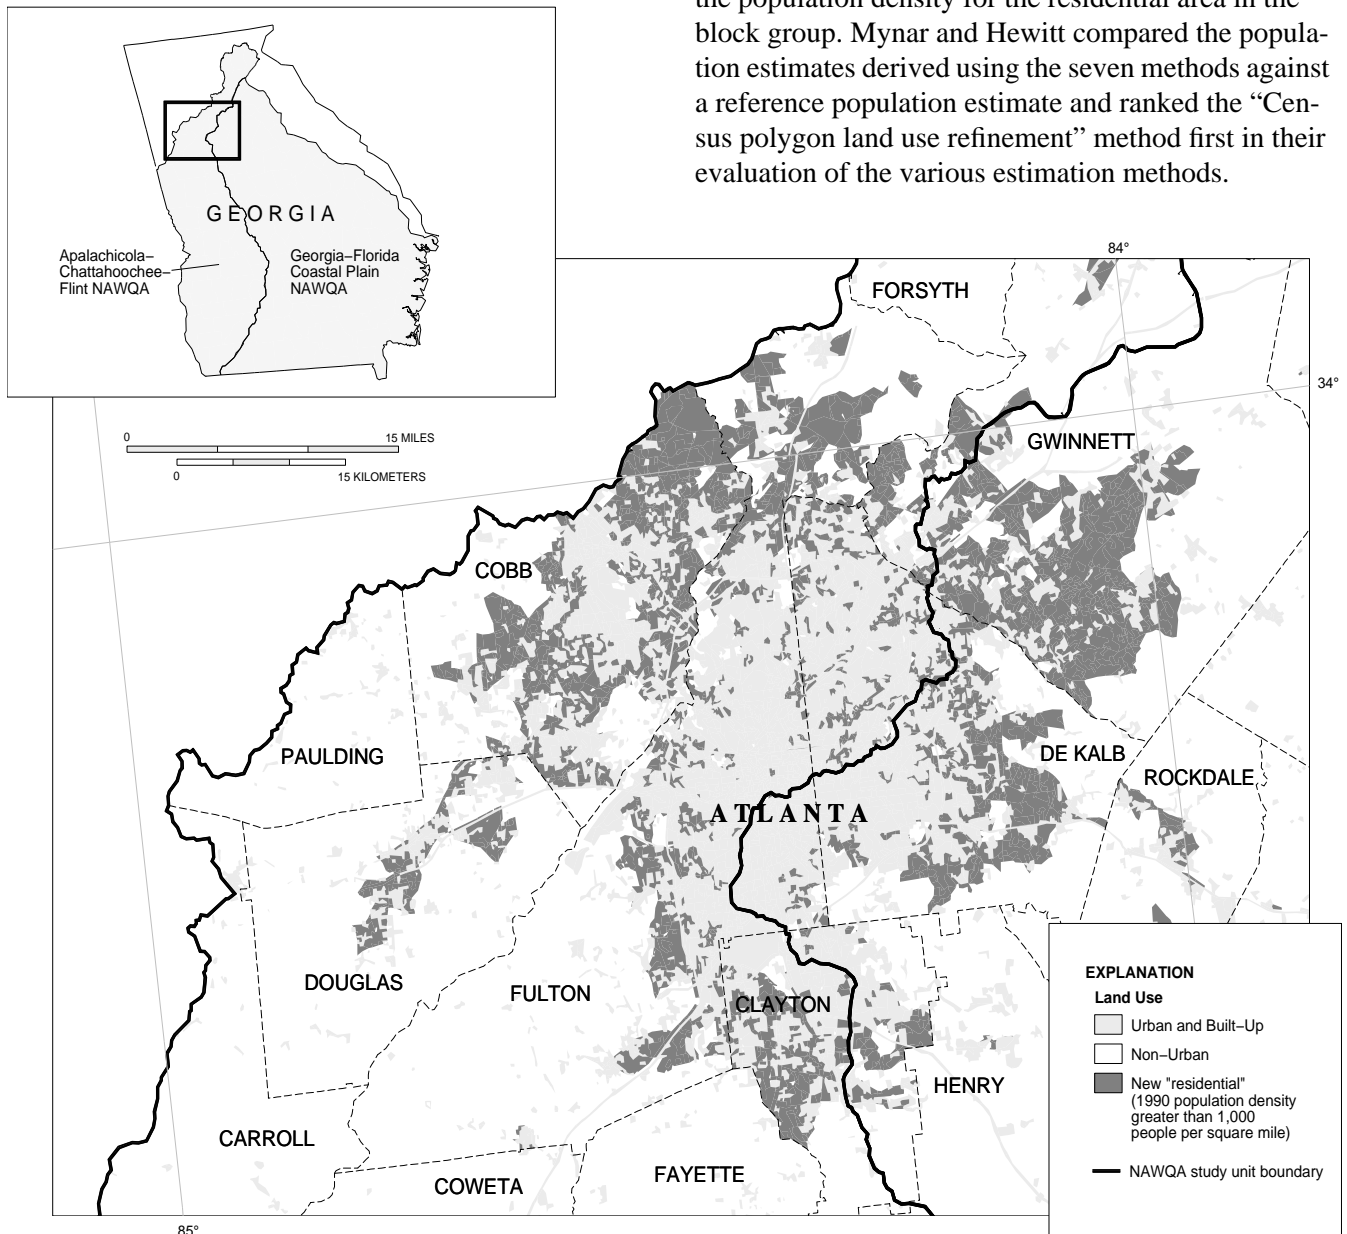 the population density for the residential area in the
block group. Mynar and Hewitt compared the popula-
tion estimates derived using the seven methods against
a reference population estimate and ranked the “Cen-
sus polygon land use refinement” method first in their
evaluation of the various estimation methods.
GEORGIA
Apalachicola–
Chattahoochee–
Flint NAWQA
Georgia–Florida
Coastal Plain
NAWQA
84°
34°
85°
0 15 MILES
0 15 KILOMETERS
FORSYTH
GWINNETT
COBB
PAULDING
DE KALB
ROCKDALE
ATLANTA
DOUGLAS
FULTON
CLAYTON
HENRY
CARROLL
COWETA
FAYETTE
EXPLANATION
Land Use
Urban and Built–Up
Non–Urban
New "residential"
(1990 population density
greater than 1,000
people per square mile)
NAWQA study unit boundary